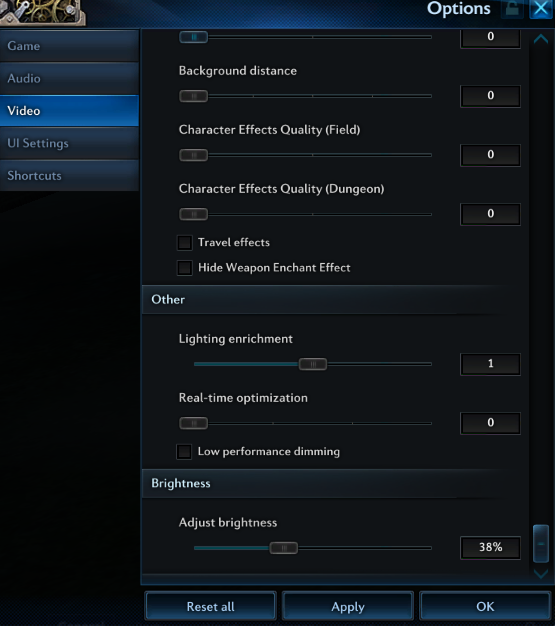 Options
Game
Audio
Video
UI Settings
Shortcuts
0
Background distance
0
Character Effects Quality (Field)
0
Character Effects Quality (Dungeon)
0
Travel effects
Hide Weapon Enchant Effect
Other
Lighting enrichment
1
Real-time optimization
0
Low performance dimming
Brightness
Adjust brightness
38%
Reset all
Apply
OK